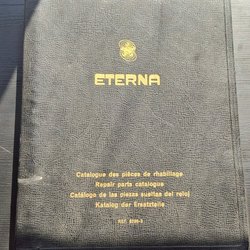 ETERNA
Catalogue des pièces de rhabillage
Repair parts catalogue
Catálogo de las piezas sueltas del reloj
Katalog der Ersatzteile
REF.